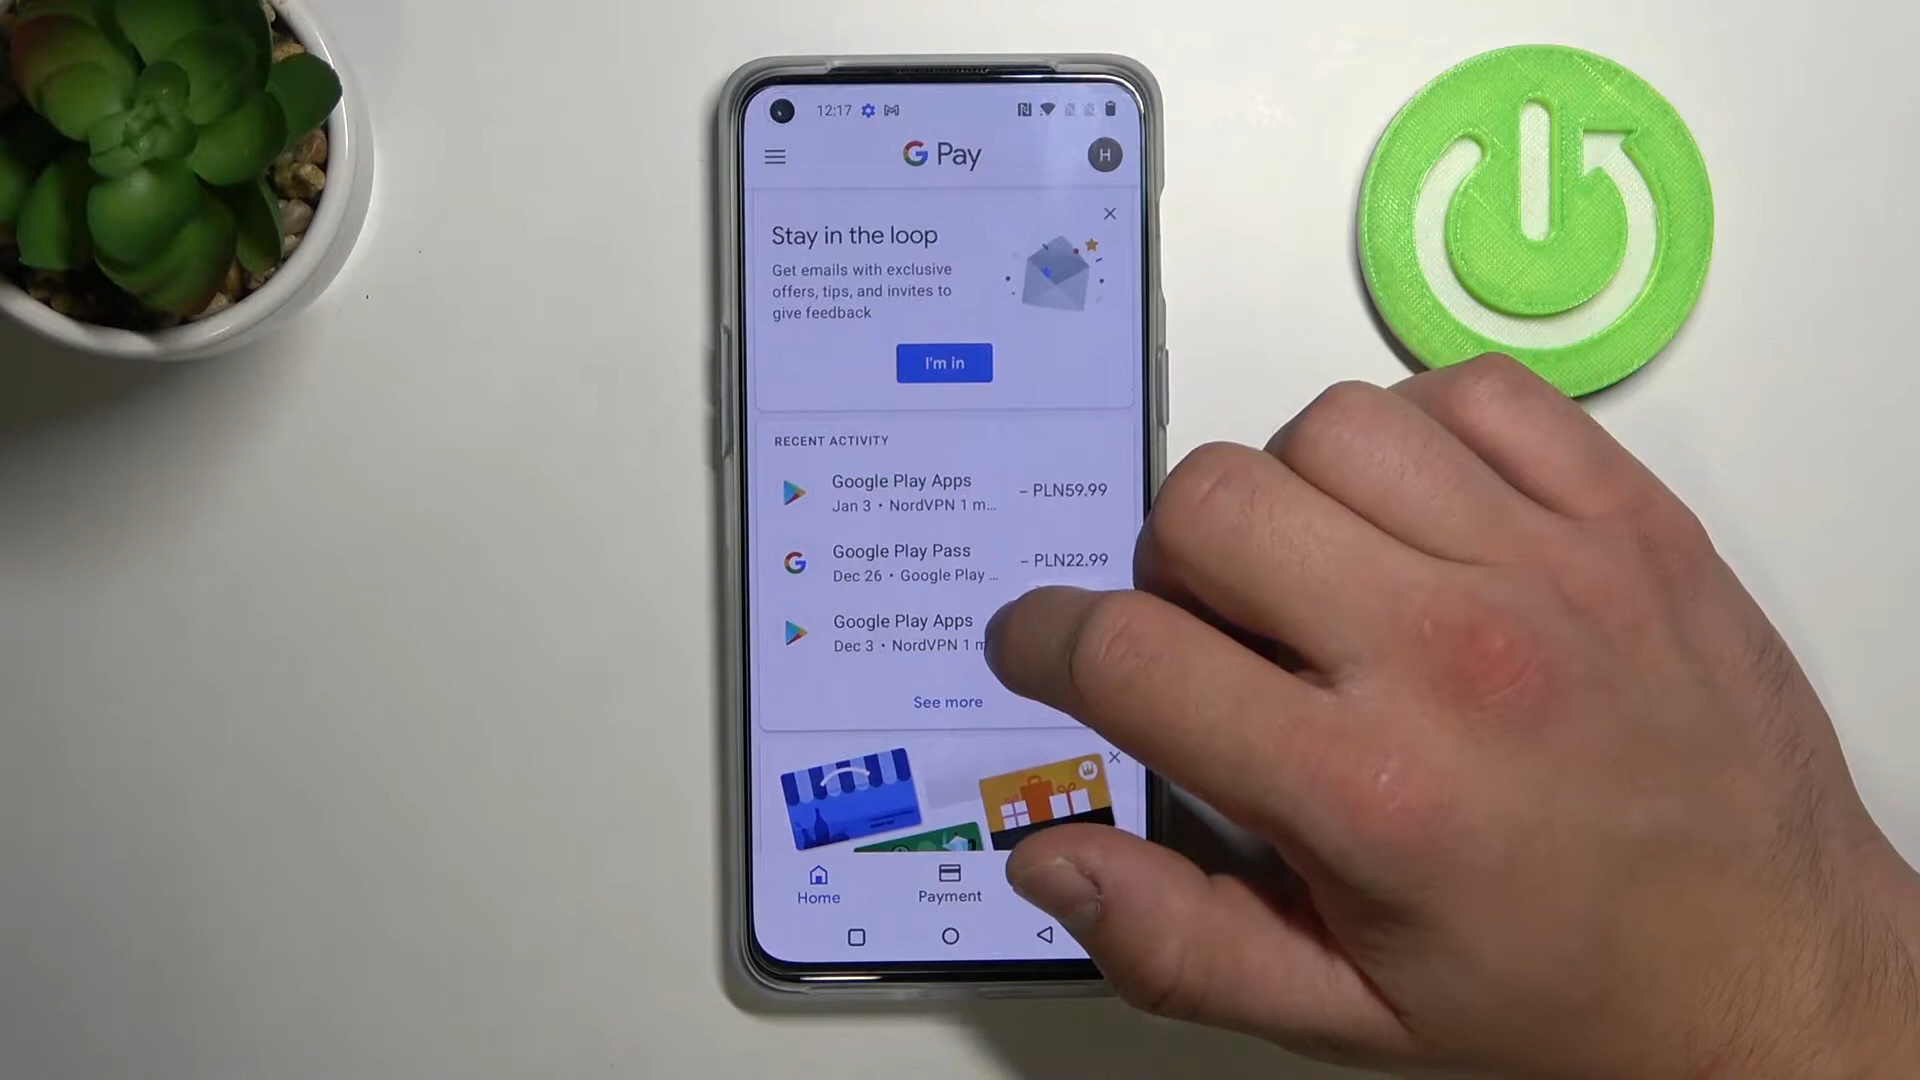 12:17
G Pay
H
Stay in the loop
Get emails with exclusive
offers, tips, and invites to
give feedback
I'm in
RECENT ACTIVITY
Google Play Apps
Jan 3 • NordVPN 1 m...
– PLN59.99
Google Play Pass
Dec 26 • Google Play ...
– PLN22.99
Google Play Apps
Dec 3 • NordVPN 1 m
See more
Home
Payment